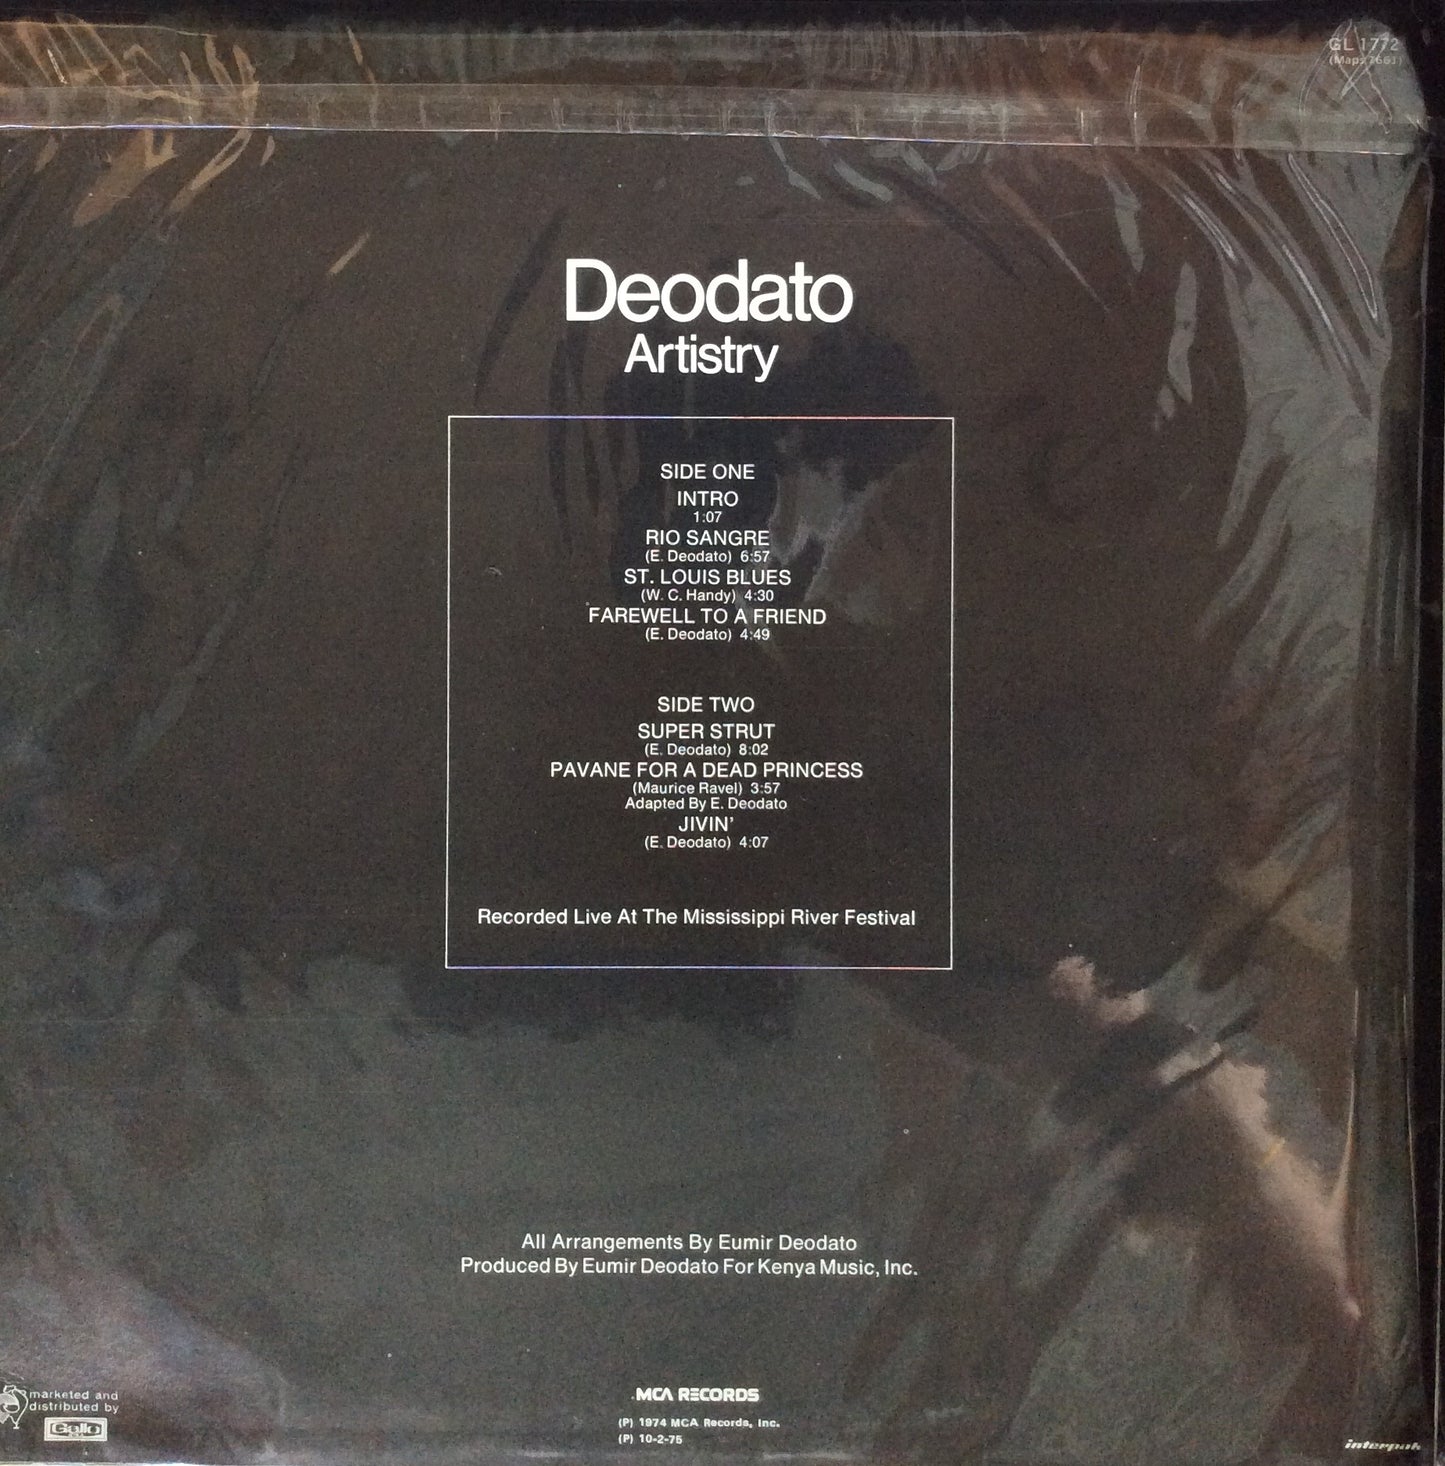 GL 1772
(Maps 7661)
Deodato
Artistry
SIDE ONE
INTRO
1:07
RIO SANGRE
(E. Deodato) 6:57
ST. LOUIS BLUES
(W. C. Handy) 4:30
FAREWELL TO A FRIEND
(E. Deodato) 4:49
SIDE TWO
SUPER STRUT
(E. Deodato) 8:02
PAVANE FOR A DEAD PRINCESS
(Maurice Ravel) 3:57
Adapted By E. Deodato
JIVIN'
(E. Deodato) 4:07
Recorded Live At The Mississippi River Festival
All Arrangements By Eumir Deodato
Produced By Eumir Deodato For Kenya Music, Inc.
marketed and
distributed by
Gallo
MCA RECORDS
(P) 1974 MCA Records, Inc.
(P) 10-2-75
interpak